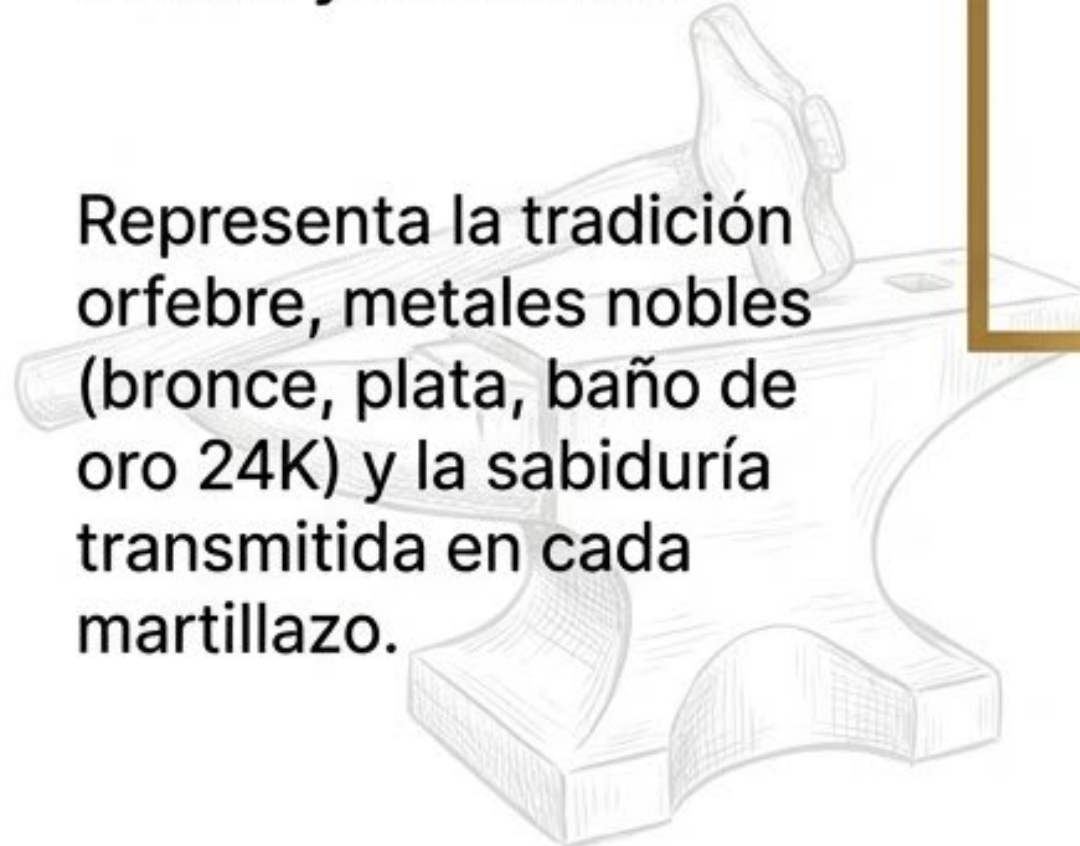 Representa la tradición
orfebre, metales nobles
(bronce, plata, baño de
oro 24K) y la sabiduría
transmitida en cada
martillazo.